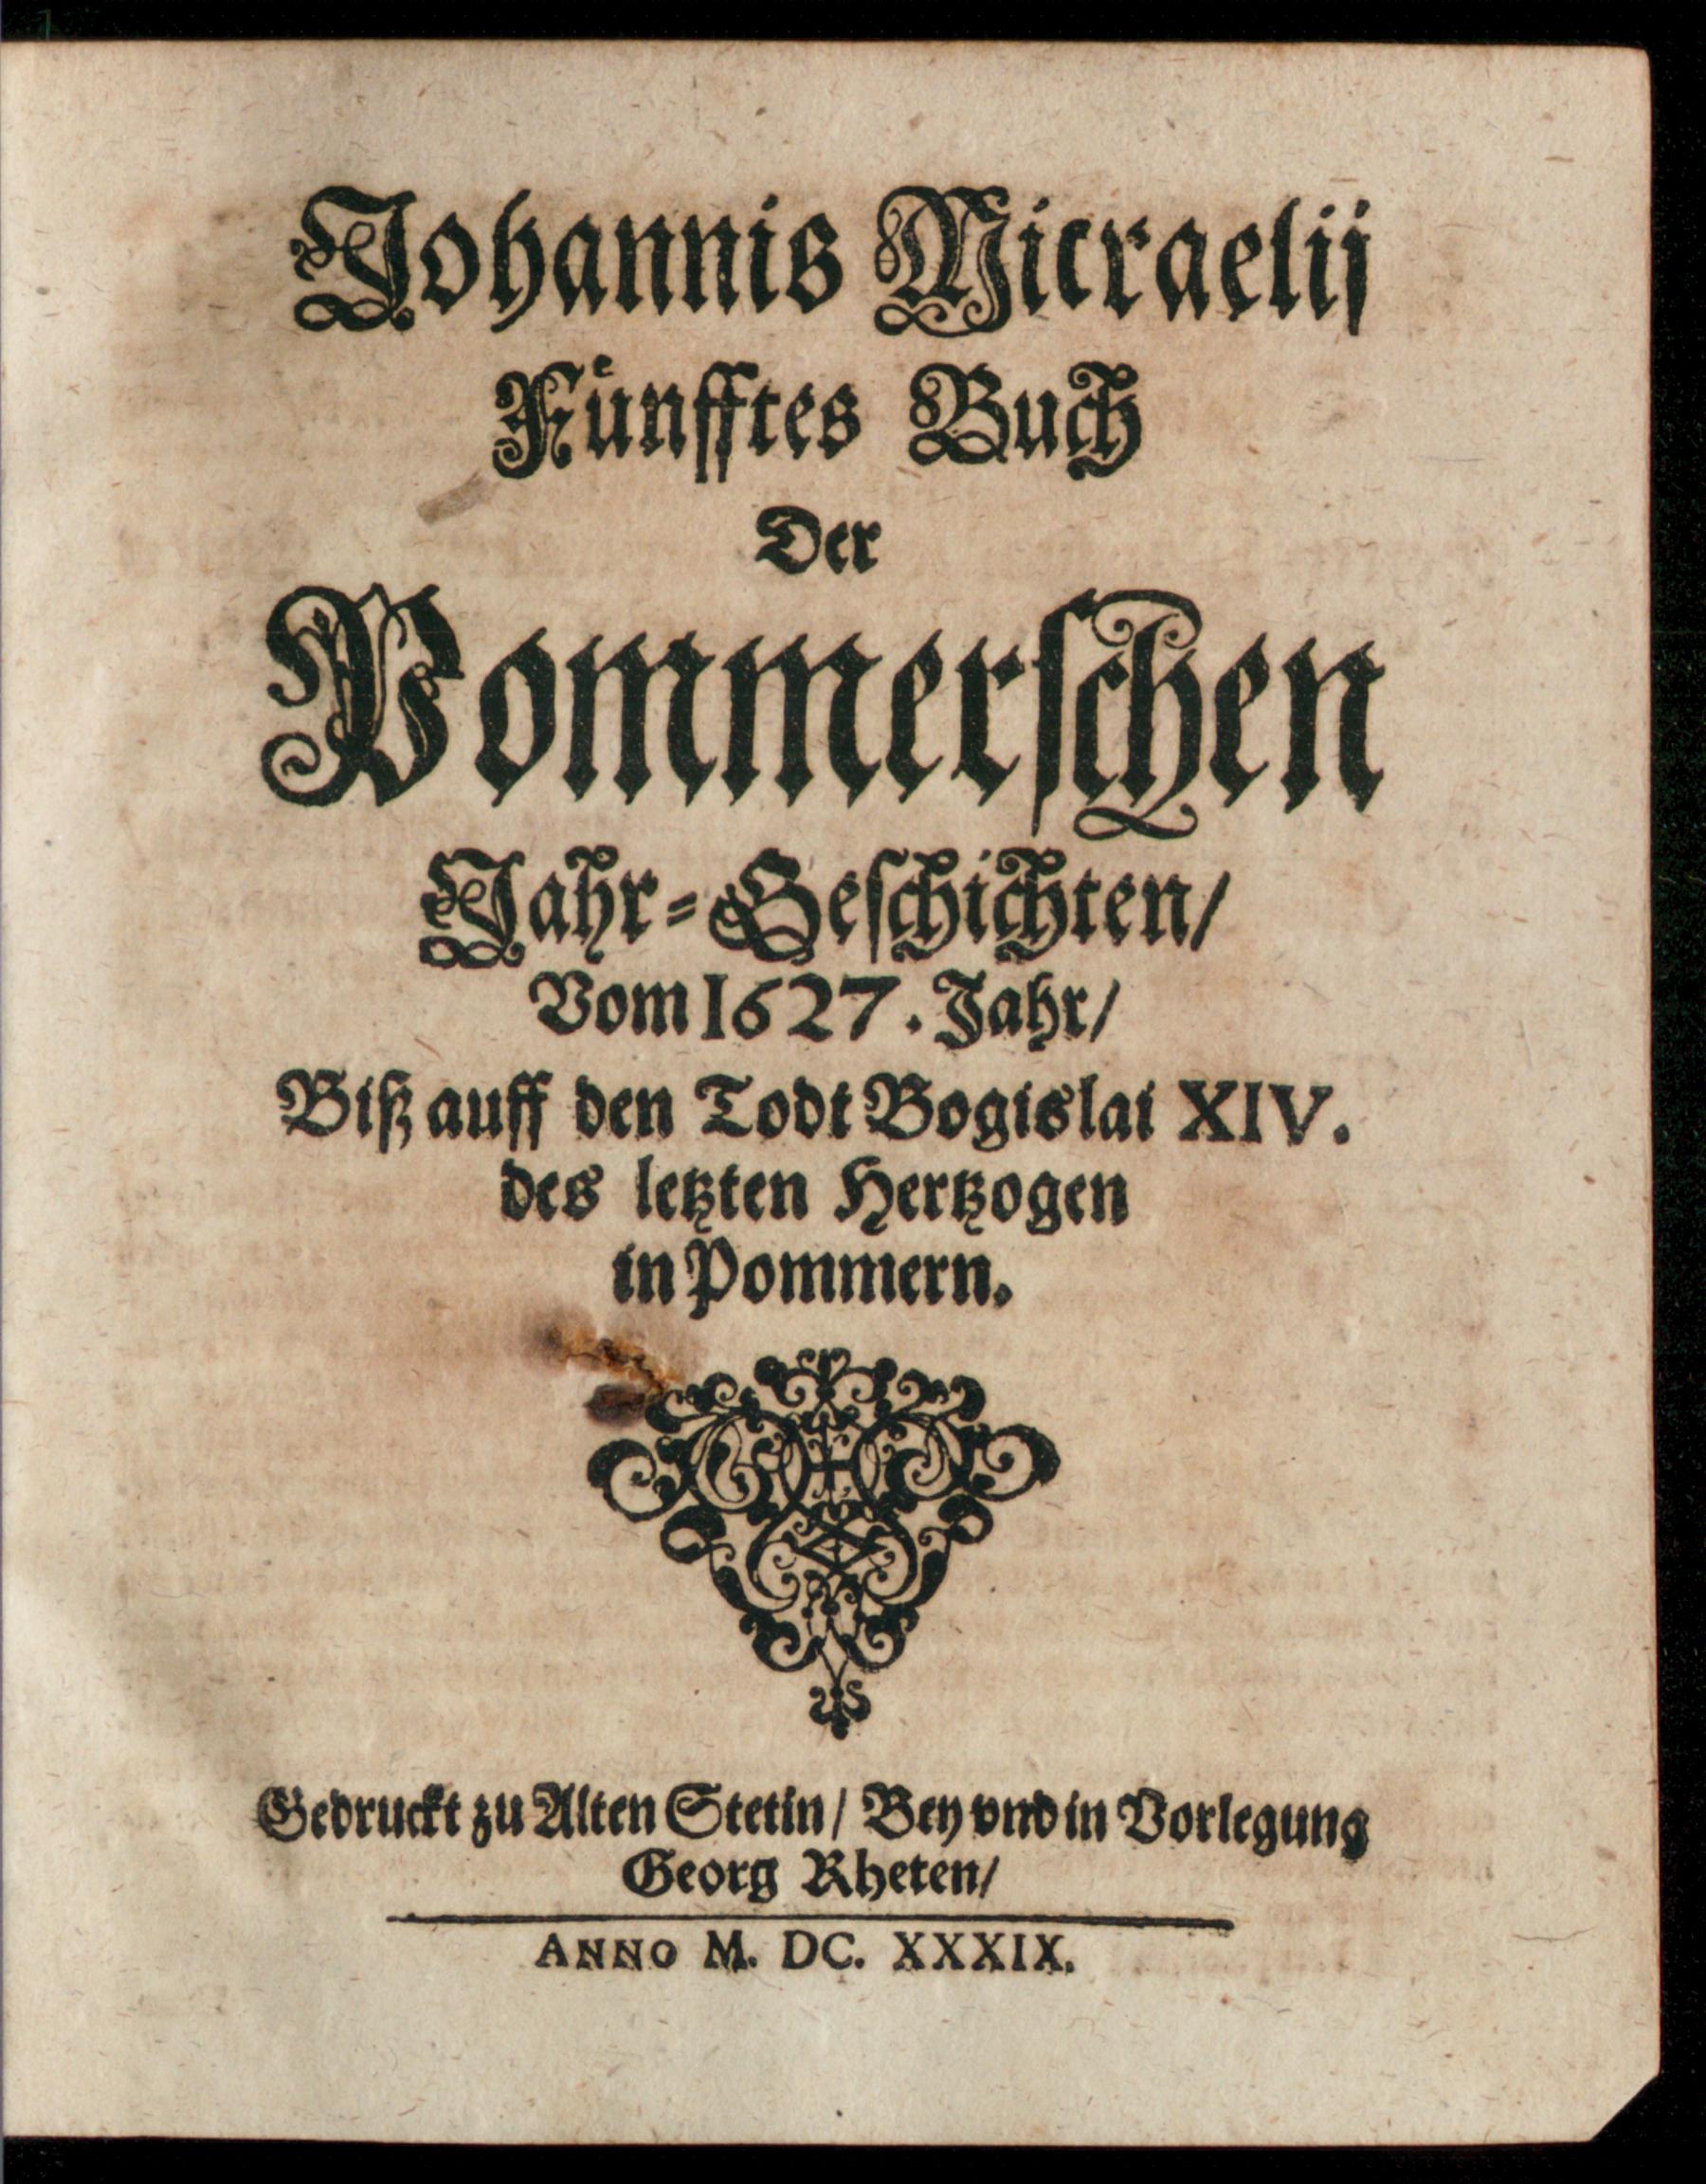 Johannis Micraelij
Fünfftes Buch
Der
Pommerschen
Jahr-Geschichten/
Vom 1627. Jahr/
Biß auff den Todt Bogislai XIV.
des letzten Hertzogen
in Pommern.
Gedruckt zu Alten Stetin/ Bey vnd in Vorlegung
Georg Rheten/
ANNO M. DC. XXXIX.